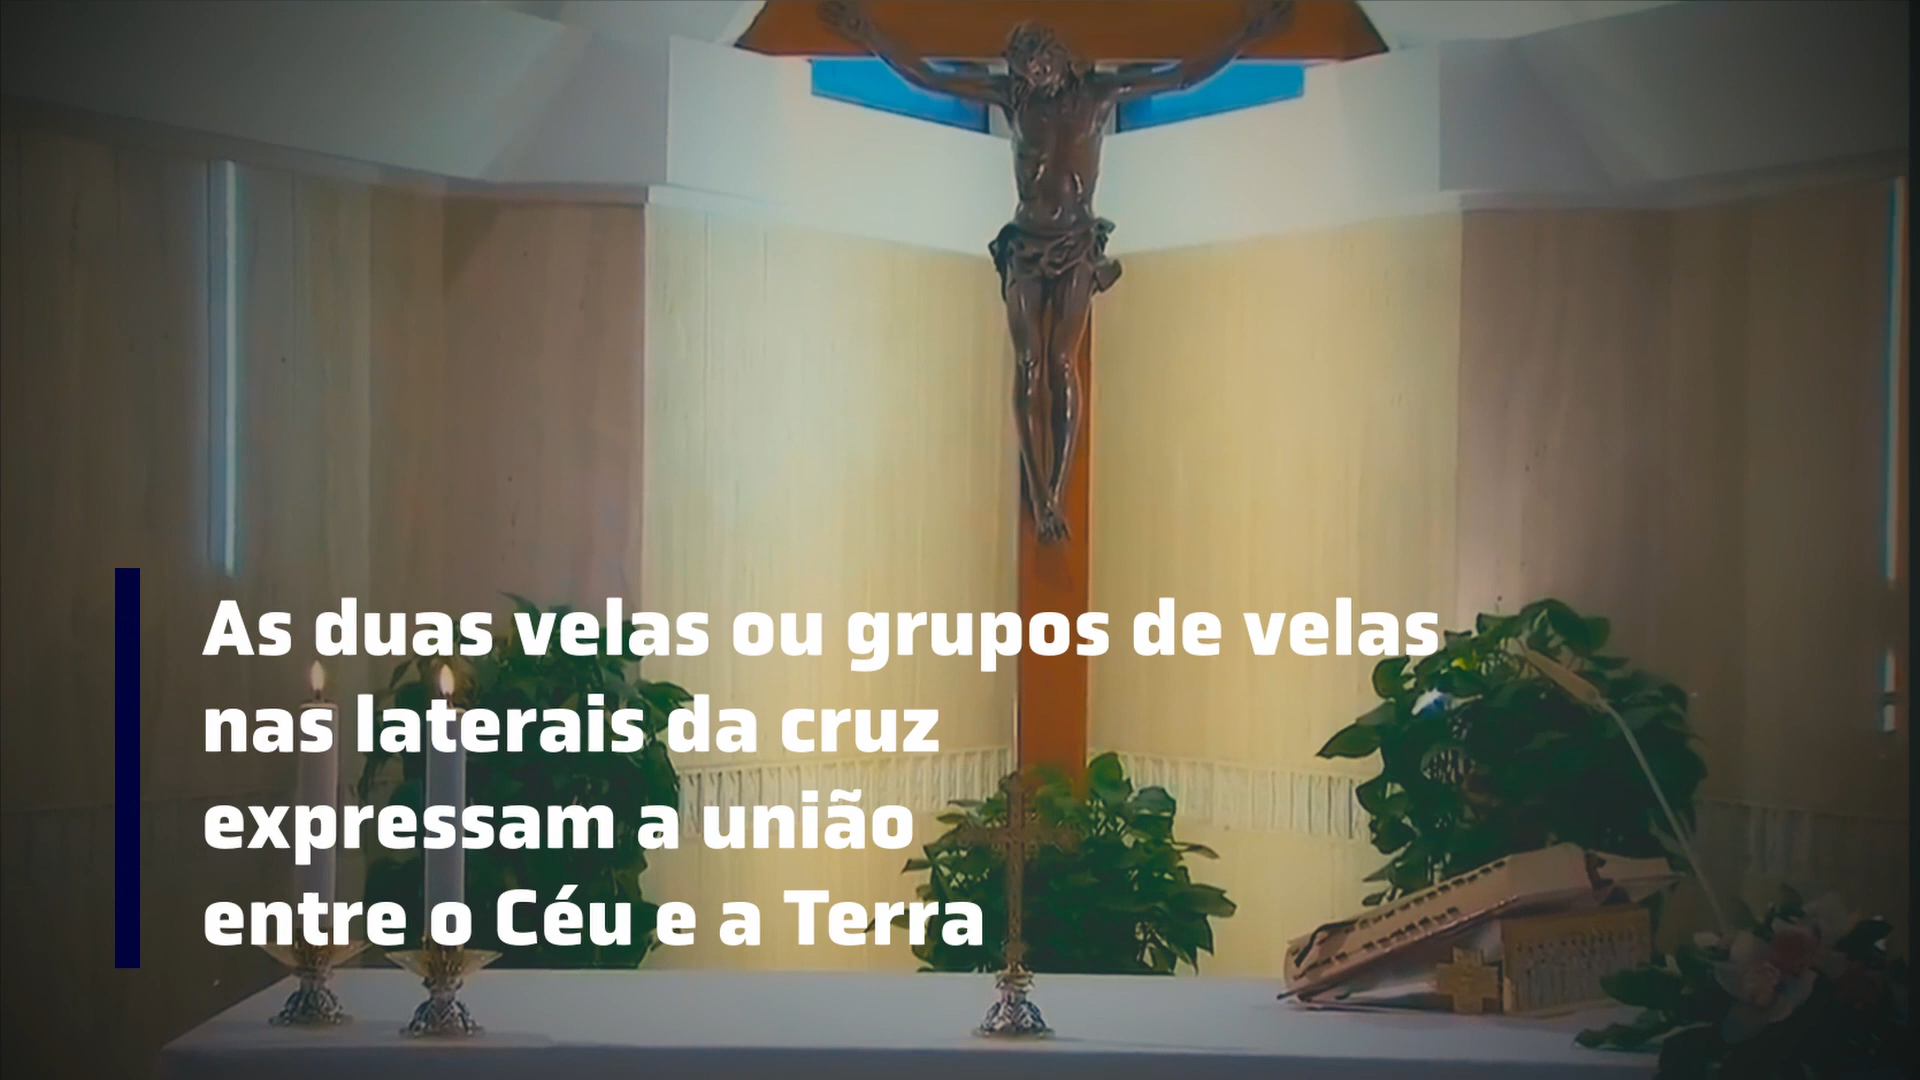 As duas velas ou grupos de velas
nas laterais da cruz
expressam a união
entre o Céu e a Terra